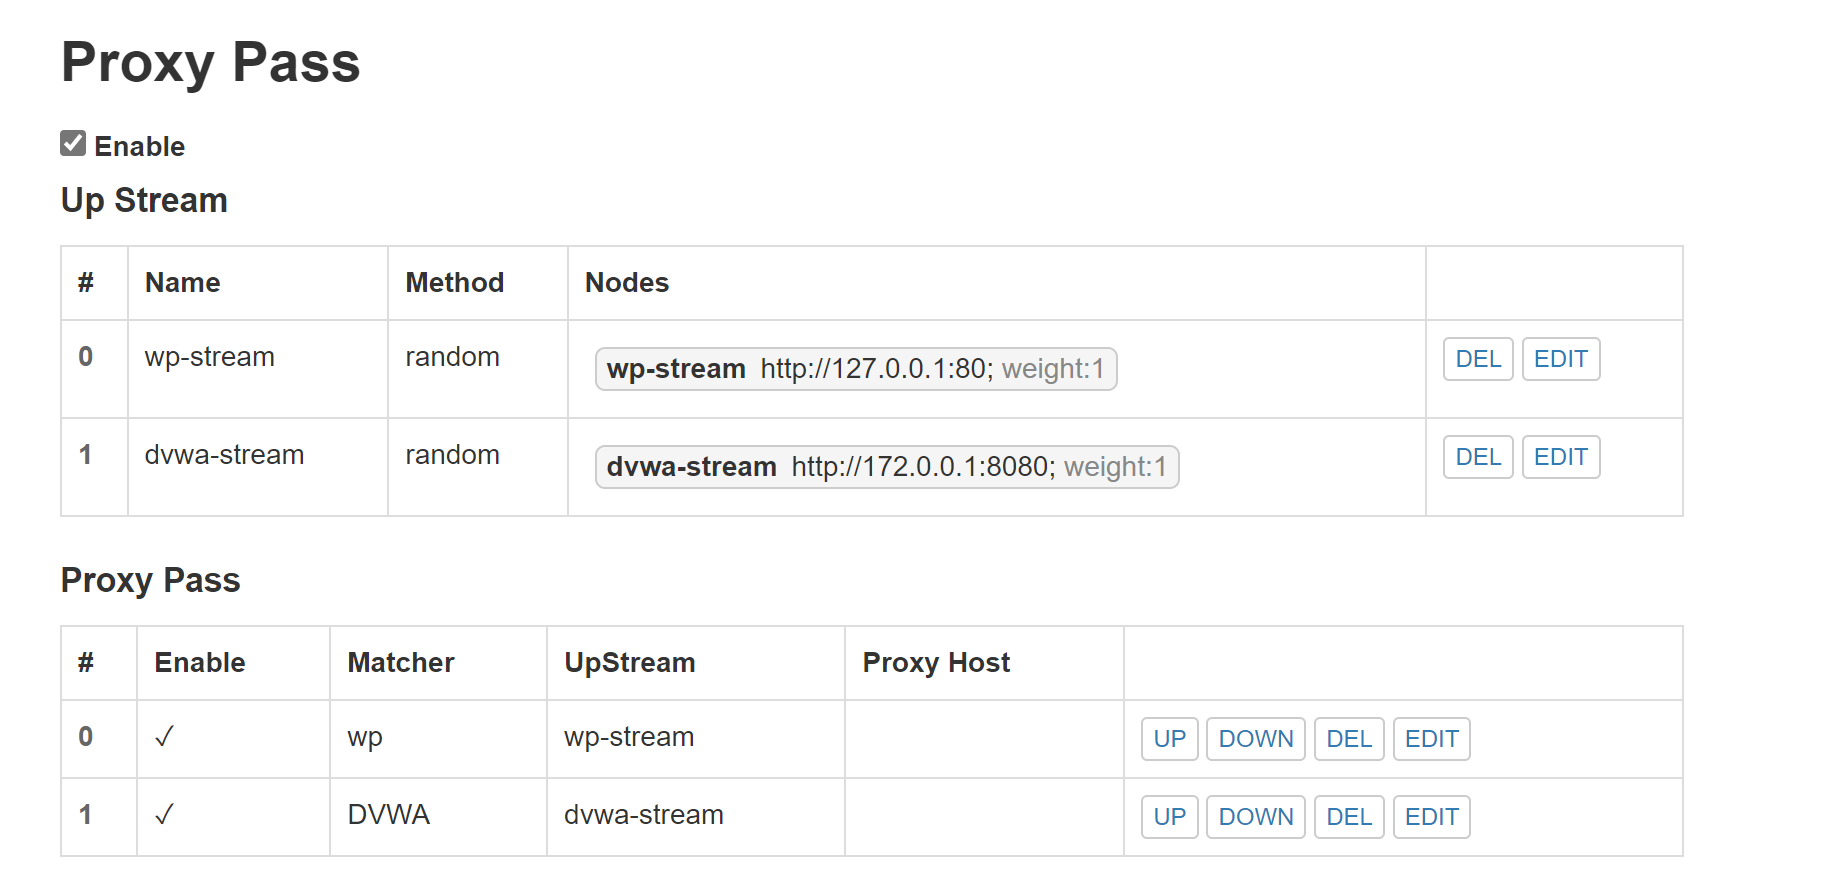 Proxy Pass
Enable
Up Stream
# Name Method Nodes
0 wp-stream random wp-stream http://127.0.0.1:80; weight:1 DEL EDIT
1 dvwa-stream random dvwa-stream http://172.0.0.1:8080; weight:1 DEL EDIT
Proxy Pass
# Enable Matcher UpStream Proxy Host
0 ✓ wp wp-stream UP DOWN DEL EDIT
1 ✓ DVWA dvwa-stream UP DOWN DEL EDIT